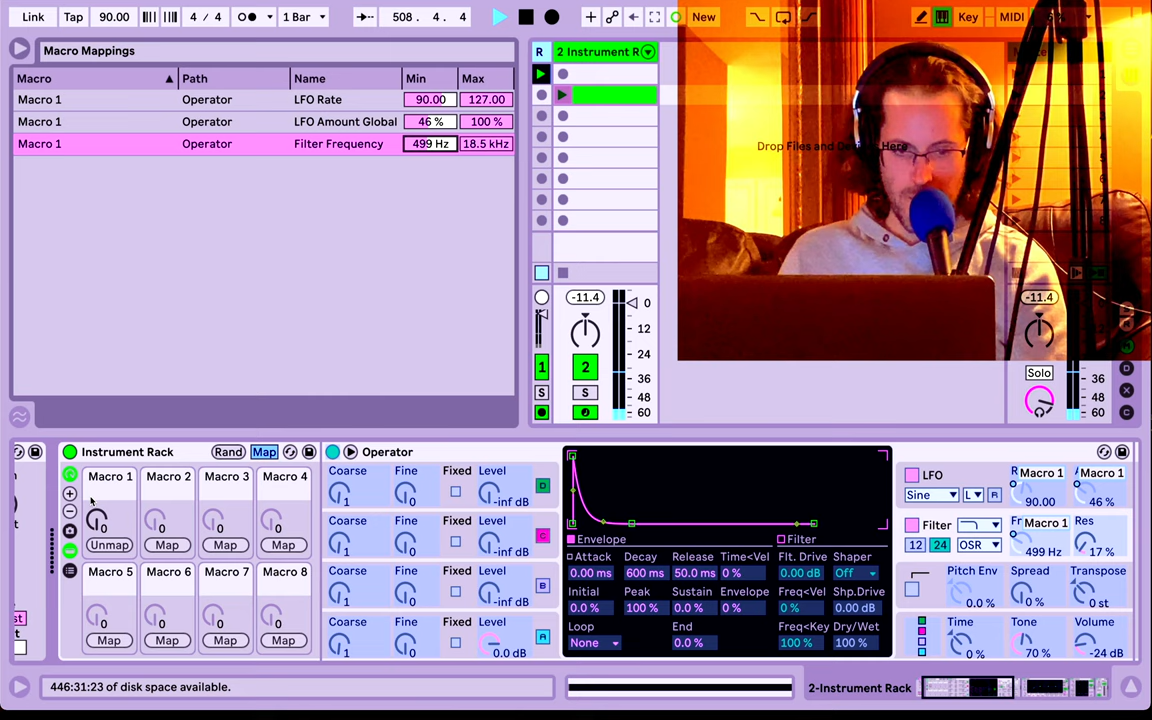 Link Tap 90.00 4 / 4 1 Bar 508 . 4 . 4 New Key MIDI
Macro Mappings
Macro Path Name Min Max
Macro 1 Operator LFO Rate 90.00 127.00
Macro 1 Operator LFO Amount Global 46 % 100 %
Macro 1 Operator Filter Frequency 499 Hz 18.5 kHz
R 2 Instrument R
Drop Files and Devices Here
-11.4 -11.4
0
12
24
36 36
48 48
60 60
1 2 Solo
S S
R
D
X
C
Instrument Rack Rand Map
Macro 1 Macro 2 Macro 3 Macro 4
0 0 0 0
Unmap Map Map Map
Macro 5 Macro 6 Macro 7 Macro 8
0 0 0 0
Map Map Map Map
Operator
Coarse Fine Fixed Level
1 0 -inf dB D
Coarse Fine Fixed Level
1 0 -inf dB C
Coarse Fine Fixed Level
1 0 -inf dB B
Coarse Fine Fixed Level
1 0 0.0 dB A
Envelope Filter
Attack Decay Release Time<Vel Flt. Drive Shaper
0.00 ms 600 ms 50.0 ms 0 % 0.00 dB Off
Initial Peak Sustain Envelope Freq<Vel Shp.Drive
0.0 % 100 % 0.0 % 0 % 0 % 0.00 dB
Loop End Freq<Key Dry/Wet
None 0.0 % 100 % 100 %
LFO R Macro 1 Macro 1
Sine L R 90.00 46 %
Filter Fr Macro 1 Res
12 24 OSR 499 Hz 17 %
Pitch Env Spread Transpose
0.0 % 0 % 0 st
Time Tone Volume
0 % 70 % -24 dB
446:31:23 of disk space available.
2-Instrument Rack